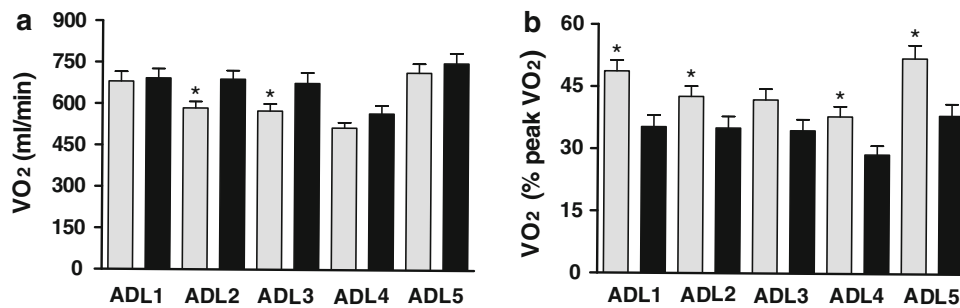 a
900
750
600
450
300
150
0
VO2 (ml/min)
* *
ADL1 ADL2 ADL3 ADL4 ADL5
b
60
45
30
15
0
VO2 (% peak VO2)
* * * *
ADL1 ADL2 ADL3 ADL4 ADL5